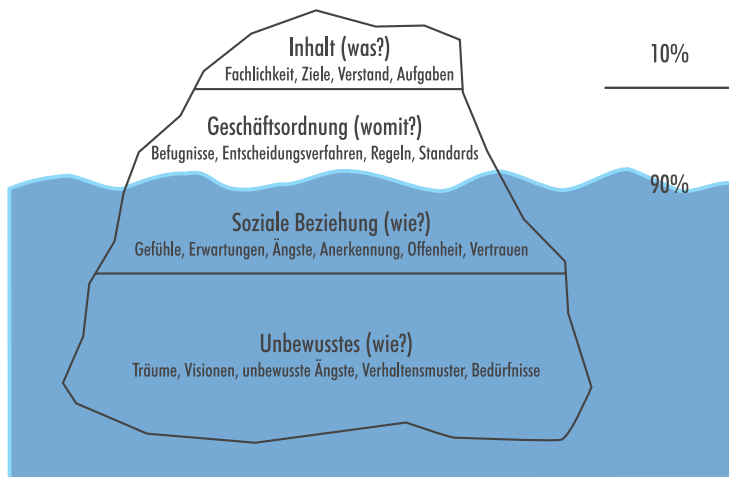 Inhalt (was?)
Fachlichkeit, Ziele, Verstand, Aufgaben
10%
Geschäftsordnung (womit?)
Befugnisse, Entscheidungsverfahren, Regeln, Standards
90%
Soziale Beziehung (wie?)
Gefühle, Erwartungen, Ängste, Anerkennung, Offenheit, Vertrauen
Unbewusstes (wie?)
Träume, Visionen, unbewusste Ängste, Verhaltensmuster, Bedürfnisse